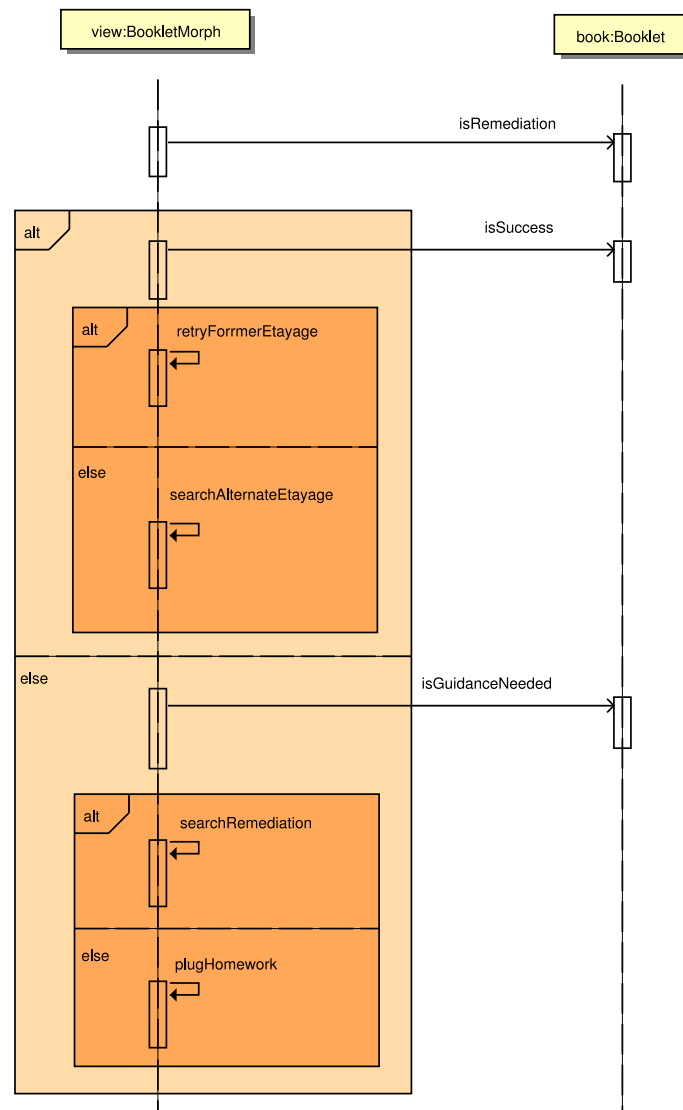 view:BookletMorph
book:Booklet
isRemediation
alt
isSuccess
alt
retryForrmerEtayage
else
searchAlternateEtayage
else
isGuidanceNeeded
alt
searchRemediation
else
plugHomework